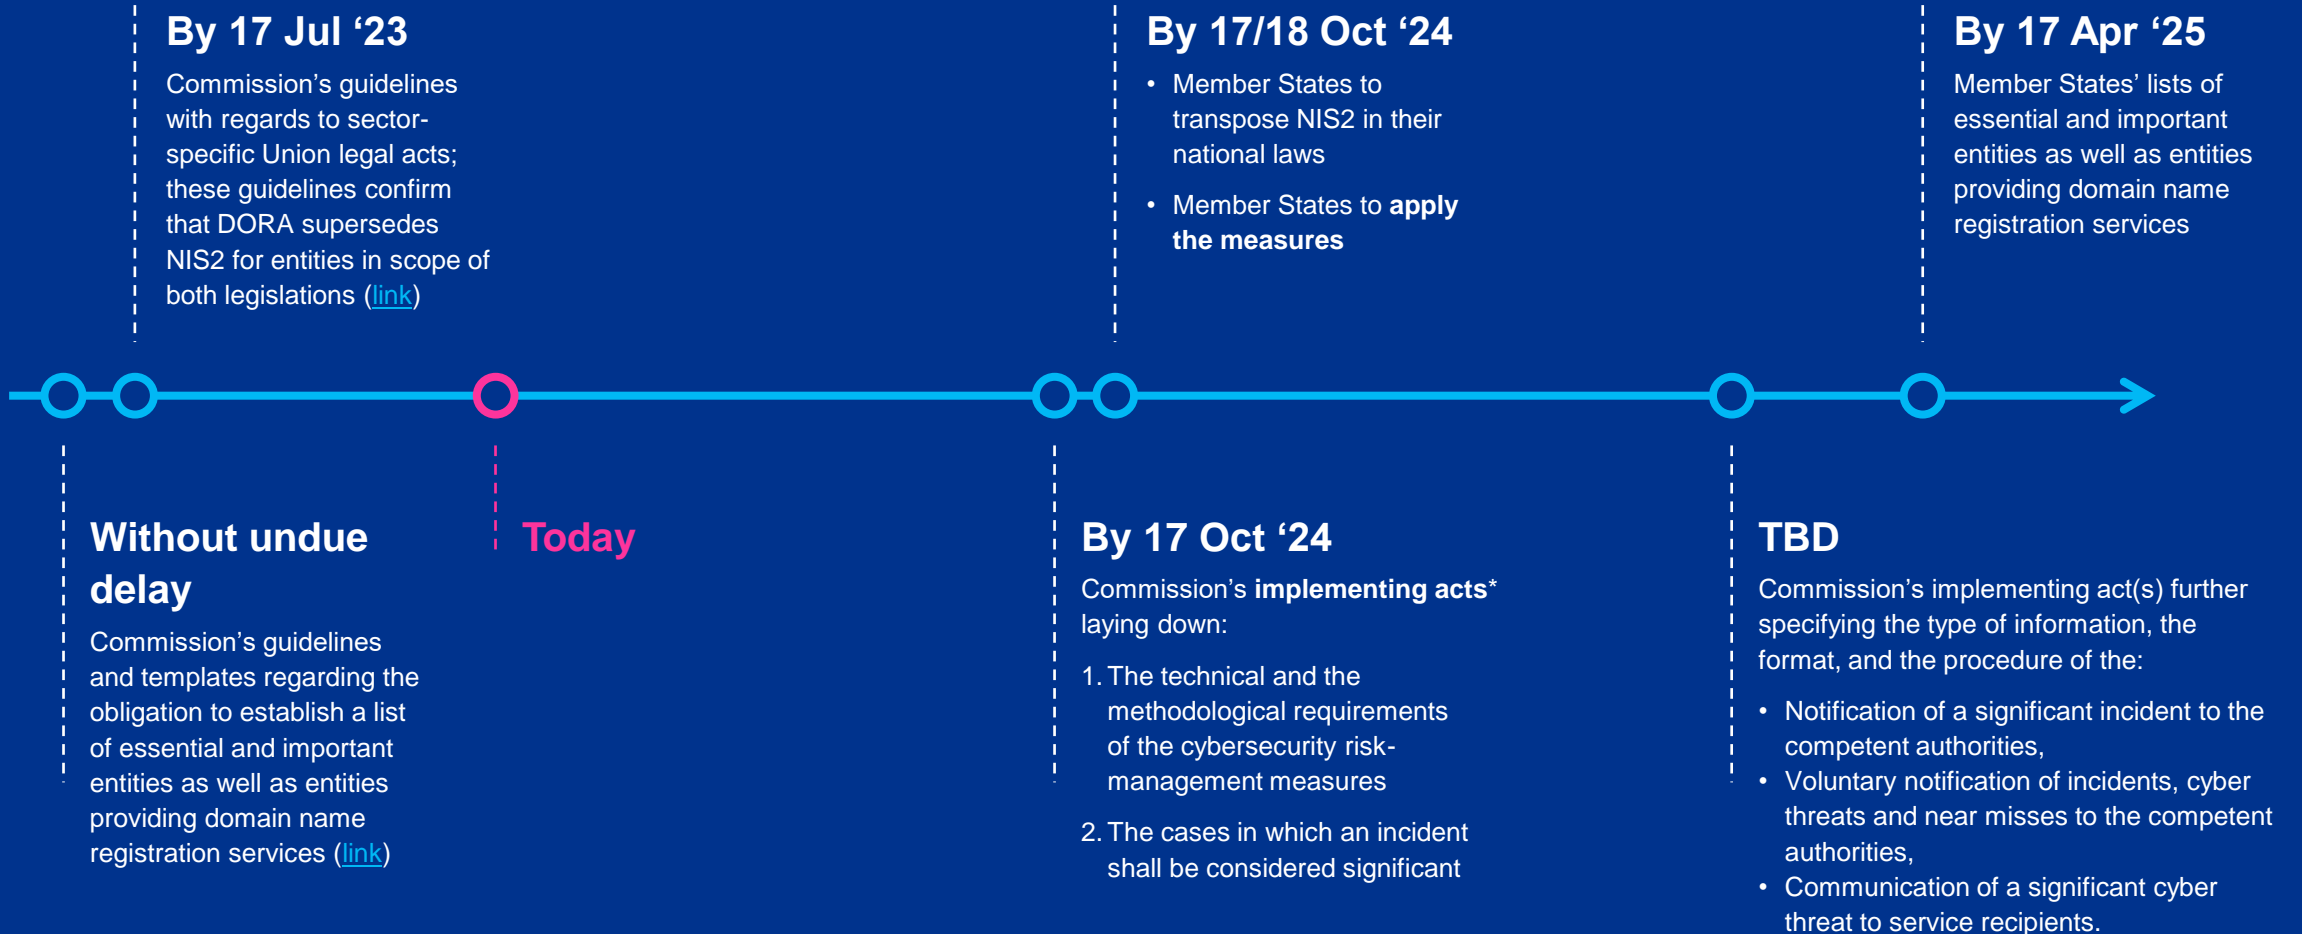 By 17 Jul ‘23
Commission’s guidelines
with regards to sector-
specific Union legal acts;
these guidelines confirm
that DORA supersedes
NIS2 for entities in scope of
both legislations (link)
By 17/18 Oct ‘24
• Member States to
transpose NIS2 in their
national laws
• Member States to apply
the measures
By 17 Apr ‘25
Member States’ lists of
essential and important
entities as well as entities
providing domain name
registration services
Without undue
delay
Commission’s guidelines
and templates regarding the
obligation to establish a list
of essential and important
entities as well as entities
providing domain name
registration services (link)
Today
By 17 Oct ‘24
Commission’s implementing acts*
laying down:
1. The technical and the
methodological requirements
of the cybersecurity risk-
management measures
2. The cases in which an incident
shall be considered significant
TBD
Commission’s implementing act(s) further
specifying the type of information, the
format, and the procedure of the:
• Notification of a significant incident to the
competent authorities,
• Voluntary notification of incidents, cyber
threats and near misses to the competent
authorities,
• Communication of a significant cyber
threat to service recipients.